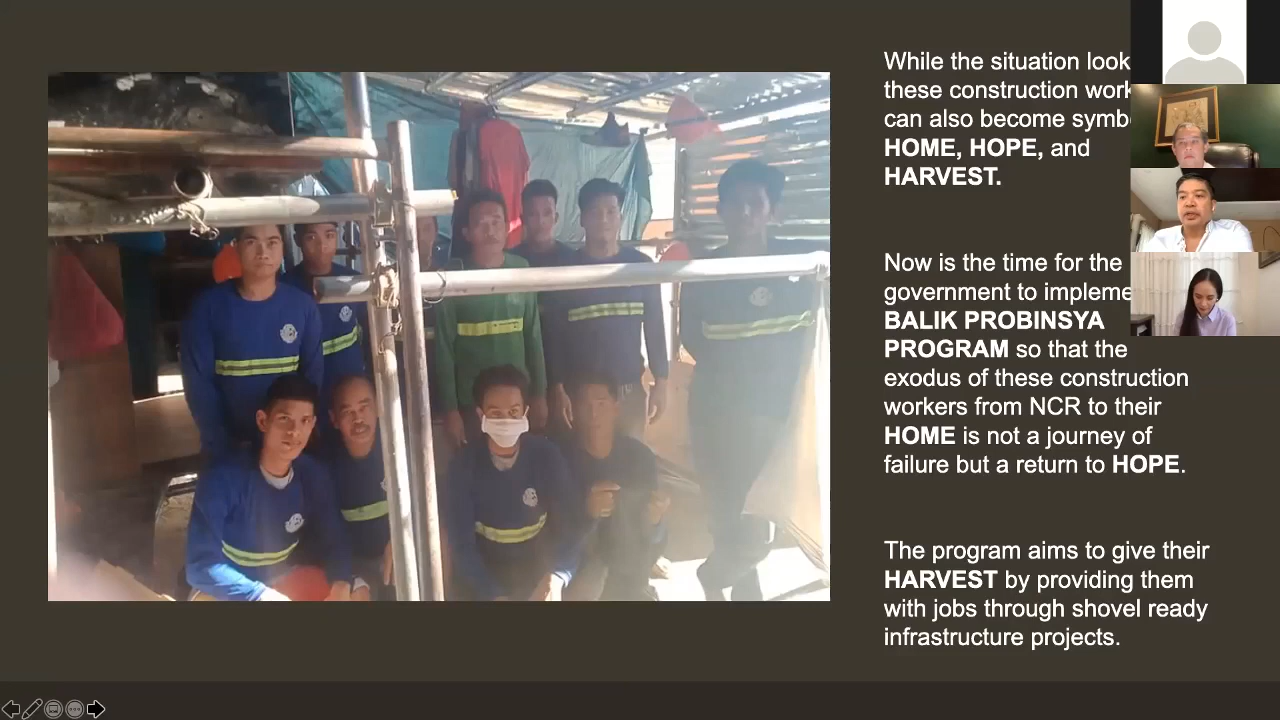 While the situation look
these construction work
can also become symb
HOME, HOPE, and
HARVEST.
Now is the time for the
government to impleme
BALIK PROBINSYA
PROGRAM so that the
exodus of these construction
workers from NCR to their
HOME is not a journey of
failure but a return to HOPE.
The program aims to give their
HARVEST by providing them
with jobs through shovel ready
infrastructure projects.